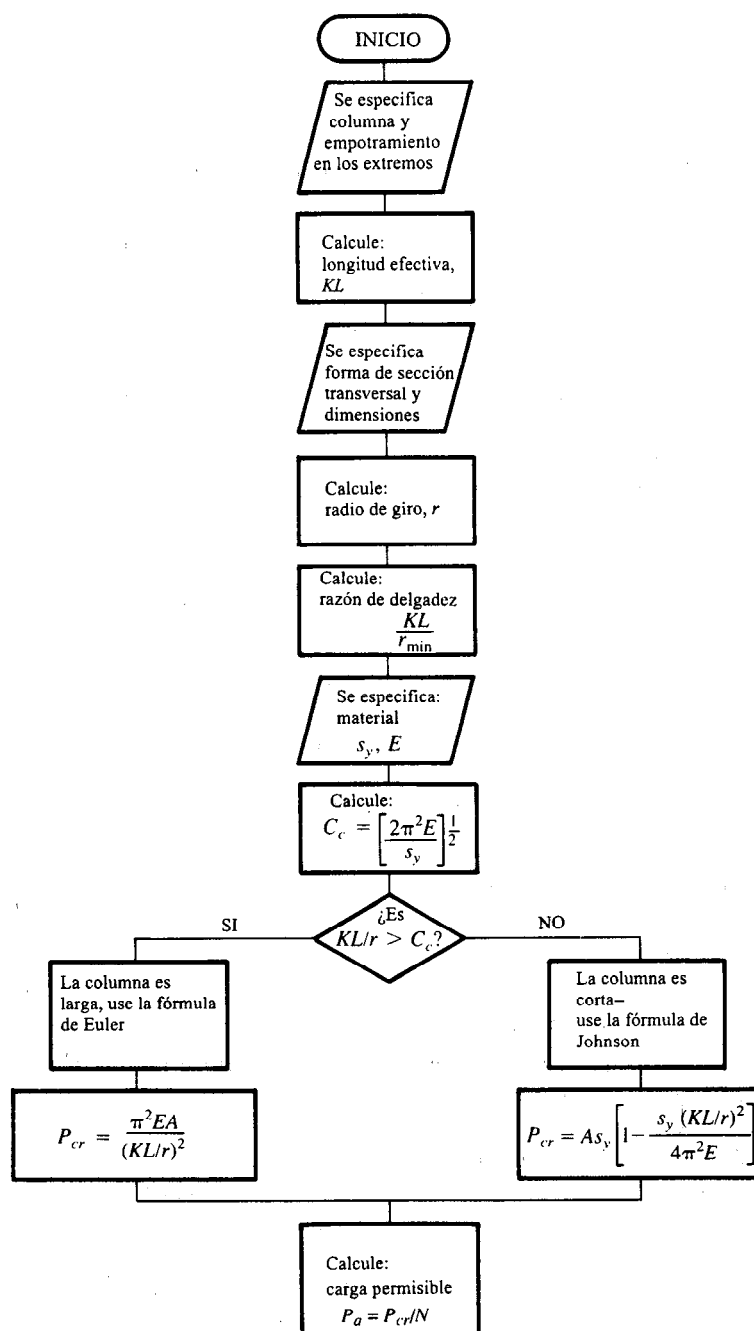 INICIO
Se especifica
columna y
empotramiento
en los extremos
Calcule:
longitud efectiva,
KL
Se especifica
forma de sección
transversal y
dimensiones
Calcule:
radio de giro, r
Calcule:
razón de delgadez
KL
r_min
Se especifica:
material
s_y, E
Calcule:
C_c = [2π²E / s_y]^(1/2)
¿Es
KL/r > C_c?
SI
NO
La columna es
larga, use la fórmula
de Euler
La columna es
corta–
use la fórmula de
Johnson
P_cr = π²EA / (KL/r)²
P_cr = As_y [1 - s_y (KL/r)² / 4π²E]
Calcule:
carga permisible
P_a = P_cr/N